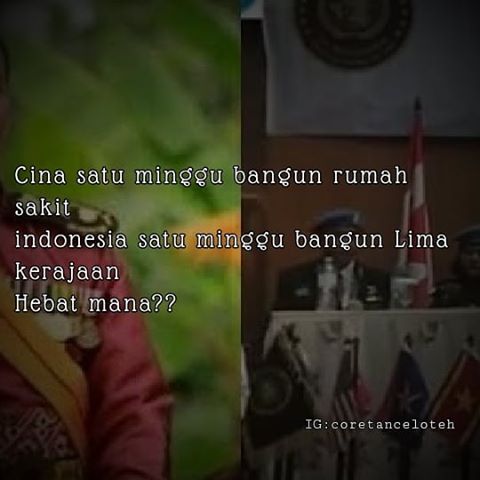 Cina satu minggu bangun rumah
sakit
indonesia satu minggu bangun Lima
kerajaan
Hebat mana??
IG:coretanceloteh